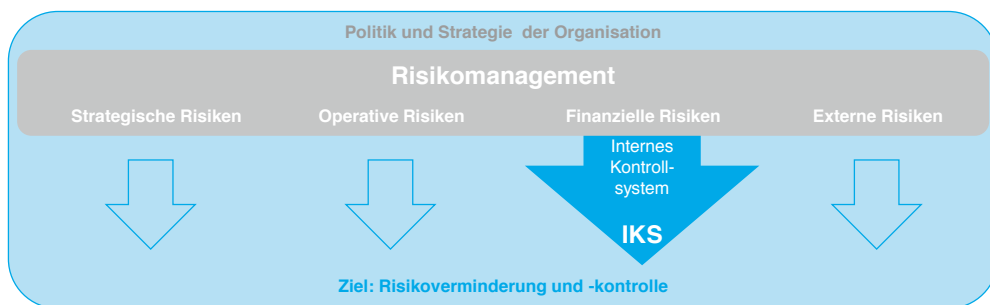 Politik und Strategie der Organisation
Risikomanagement
Strategische Risiken
Operative Risiken
Finanzielle Risiken
Externe Risiken
Internes
Kontroll-
system
IKS
Ziel: Risikoverminderung und -kontrolle